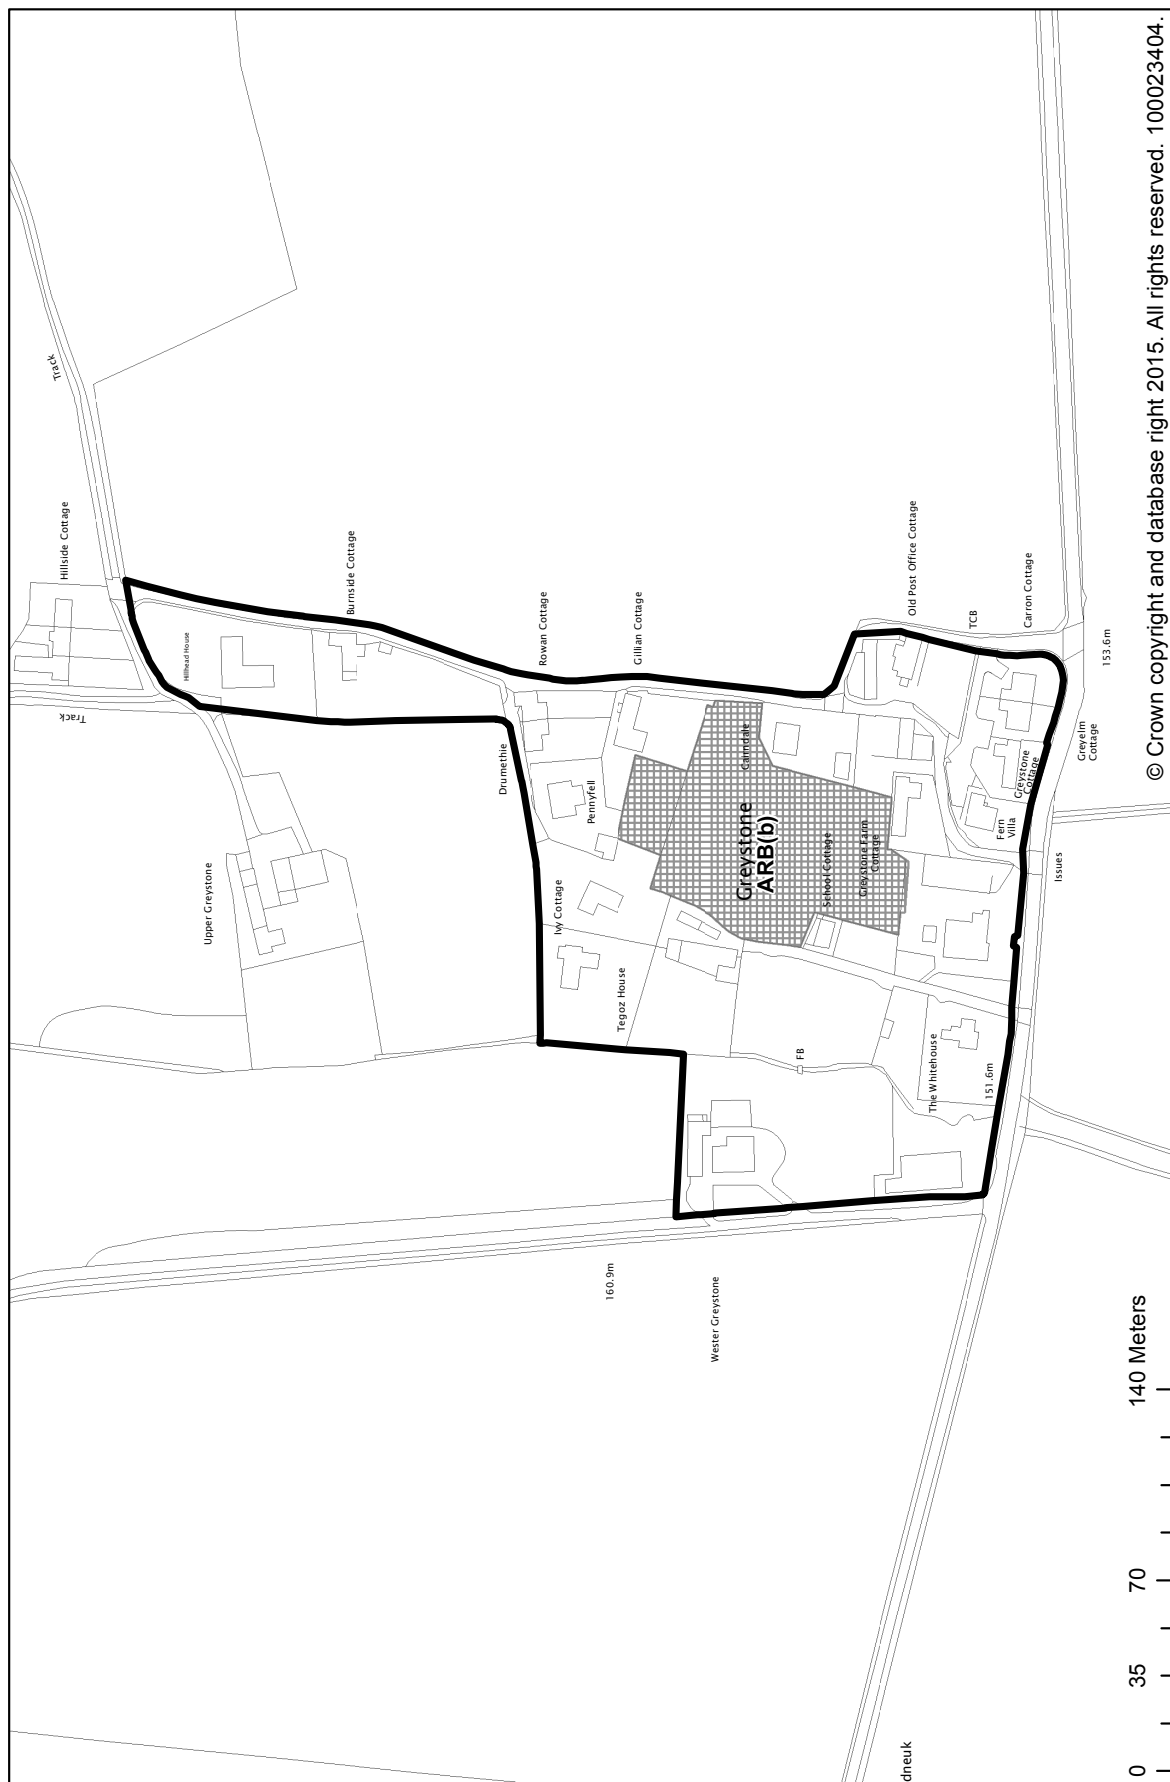 Hillside Cottage
Track
Track
Hillhead House
Burnside Cottage
Upper Greystone
Drumethie
Rowan Cottage
Pennyfell
Gillian Cottage
Ivy Cottage
Tegoz House
Cairndale
Greystone
ARB(b)
School Cottage
Greystone Farm
Cottage
Old Post Office Cottage
TCB
Carron Cottage
Greystone
Cottage
Fern
Villa
Greyelm
Cottage
153.6m
Issues
FB
The Whitehouse
151.6m
160.9m
Wester Greystone
dneuk
0
35
70
140 Meters
© Crown copyright and database right 2015. All rights reserved. 100023404.